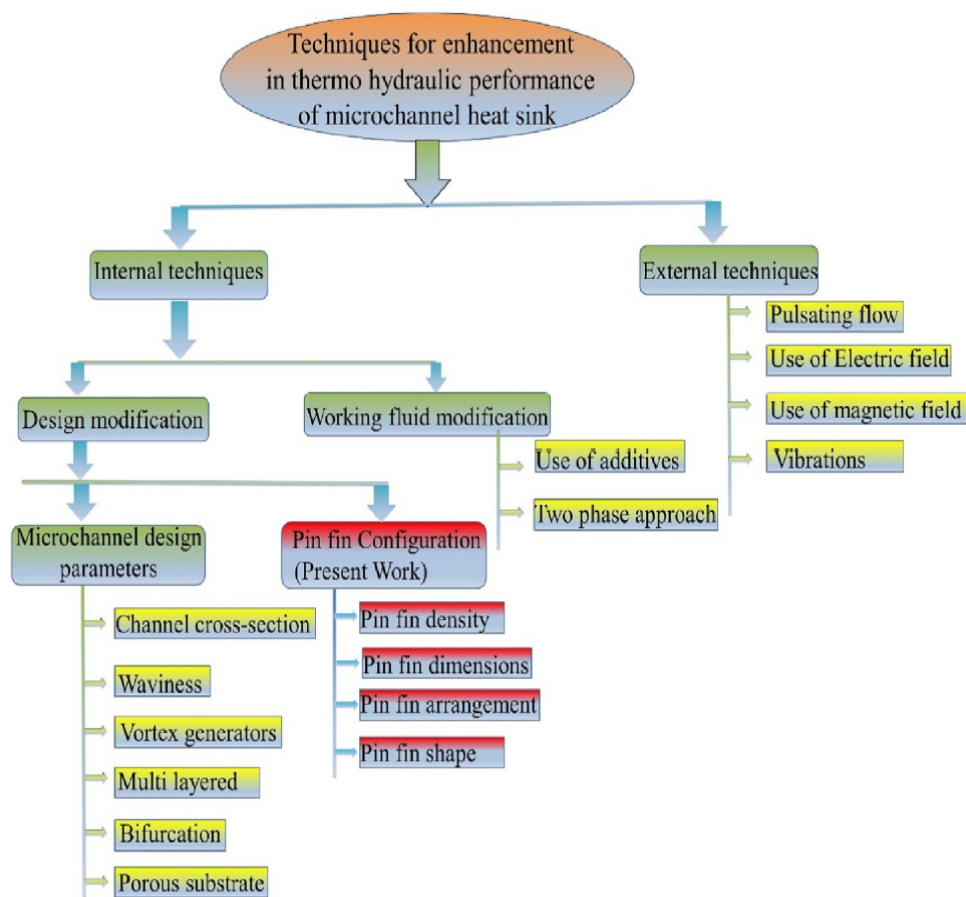 Techniques for enhancement
in thermo hydraulic performance
of microchannel heat sink
Internal techniques
External techniques
Pulsating flow
Use of Electric field
Use of magnetic field
Vibrations
Design modification
Working fluid modification
Use of additives
Two phase approach
Microchannel design
parameters
Pin fin Configuration
(Present Work)
Channel cross-section
Waviness
Vortex generators
Multi layered
Bifurcation
Porous substrate
Pin fin density
Pin fin dimensions
Pin fin arrangement
Pin fin shape